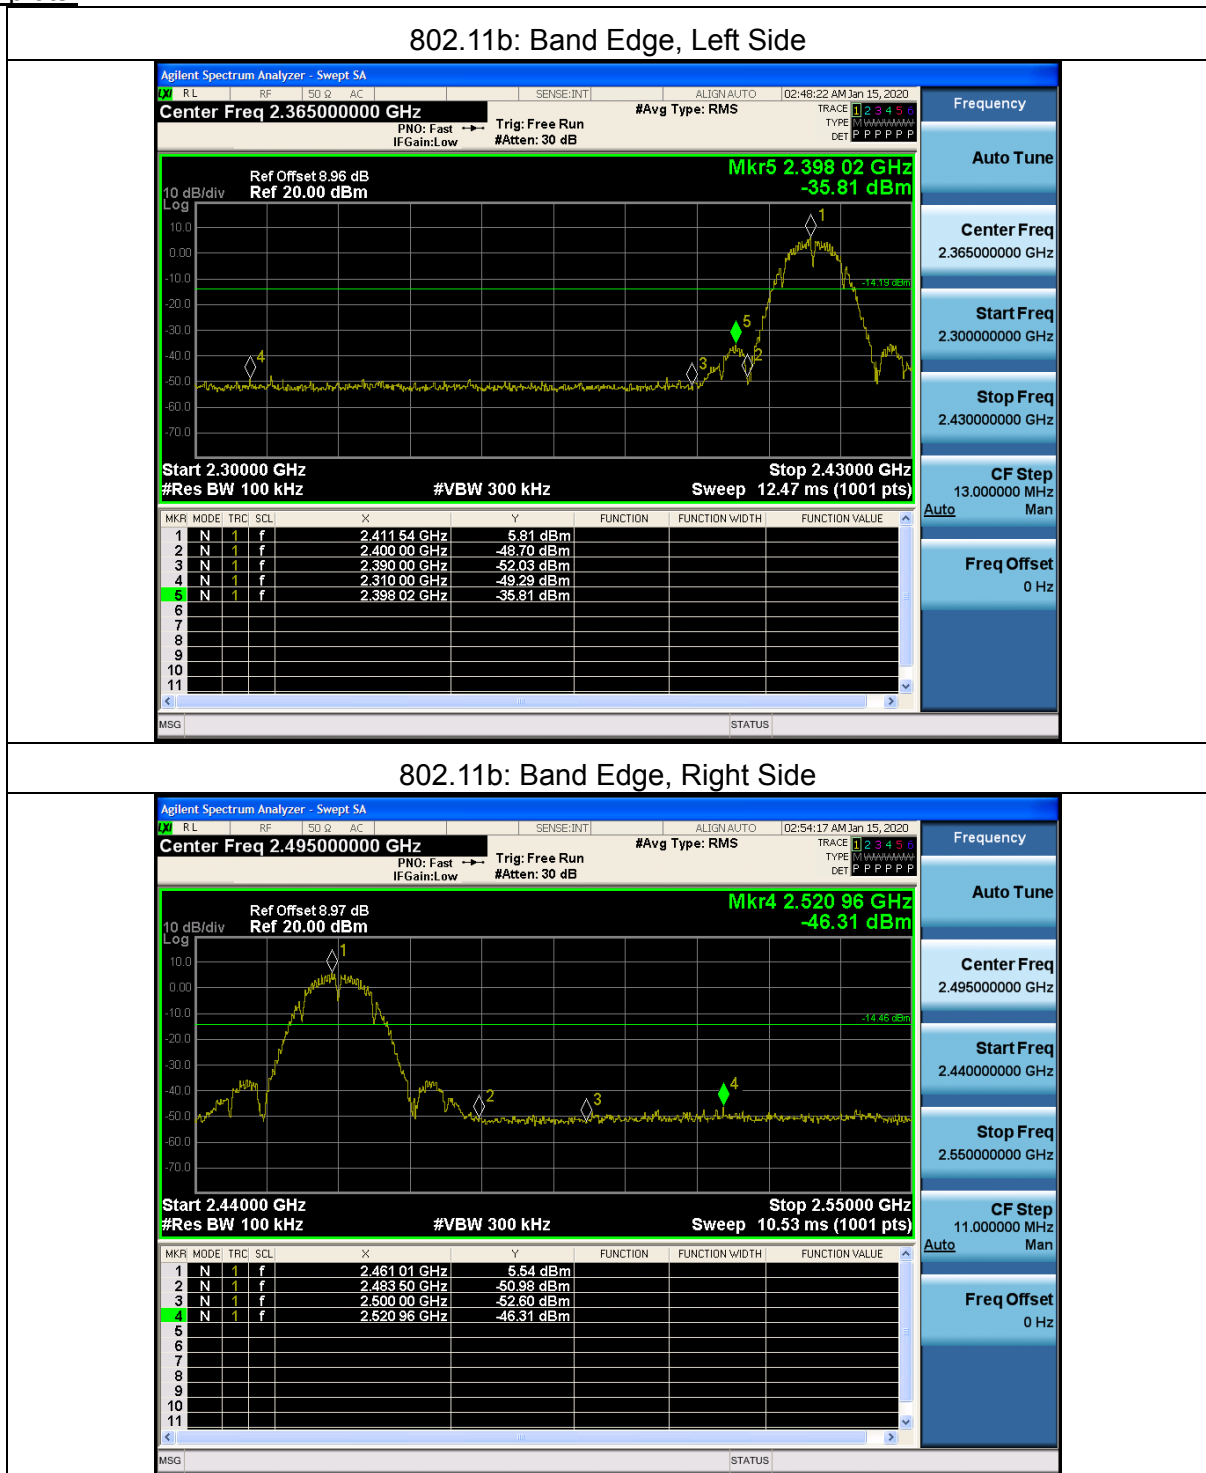 802.11b: Band Edge, Left Side
Agilent Spectrum Analyzer - Swept SA
LXI RL RF 50 Ω AC SENSE:INT ALIGN AUTO 02:48:22 AM Jan 15, 2020
Center Freq 2.365000000 GHz #Avg Type: RMS TRACE 1 2 3 4 5 6
PNO: Fast Trig: Free Run TYPE M WWWWW
IFGain:Low #Atten: 30 dB DET P P P P P P
Frequency
Auto Tune
Mkr5 2.398 02 GHz
-35.81 dBm
Ref Offset 8.96 dB
10 dB/div Ref 20.00 dBm
Log
10.0
0.00
-10.0
-20.0
-30.0
-40.0
-50.0
-60.0
-70.0
1
-14.19 dBm
5
4
3
2
Start 2.30000 GHz Stop 2.43000 GHz
#Res BW 100 kHz #VBW 300 kHz Sweep 12.47 ms (1001 pts)
Center Freq
2.365000000 GHz
Start Freq
2.300000000 GHz
Stop Freq
2.430000000 GHz
CF Step
13.000000 MHz
Auto Man
Freq Offset
0 Hz
MKR MODE TRC SCL X Y FUNCTION FUNCTION WIDTH FUNCTION VALUE
1 N 1 f 2.411 54 GHz 5.81 dBm
2 N 1 f 2.400 00 GHz -48.70 dBm
3 N 1 f 2.390 00 GHz -52.03 dBm
4 N 1 f 2.310 00 GHz -49.29 dBm
5 N 1 f 2.398 02 GHz -35.81 dBm
6
7
8
9
10
11
MSG STATUS
802.11b: Band Edge, Right Side
Agilent Spectrum Analyzer - Swept SA
LXI RL RF 50 Ω AC SENSE:INT ALIGN AUTO 02:54:17 AM Jan 15, 2020
Center Freq 2.495000000 GHz #Avg Type: RMS TRACE 1 2 3 4 5 6
PNO: Fast Trig: Free Run TYPE M WWWWW
IFGain:Low #Atten: 30 dB DET P P P P P P
Frequency
Auto Tune
Mkr4 2.520 96 GHz
-46.31 dBm
Ref Offset 8.97 dB
10 dB/div Ref 20.00 dBm
Log
10.0
0.00
-10.0
-20.0
-30.0
-40.0
-50.0
-60.0
-70.0
1
-14.46 dBm
2
3
4
Start 2.44000 GHz Stop 2.55000 GHz
#Res BW 100 kHz #VBW 300 kHz Sweep 10.53 ms (1001 pts)
Center Freq
2.495000000 GHz
Start Freq
2.440000000 GHz
Stop Freq
2.550000000 GHz
CF Step
11.000000 MHz
Auto Man
Freq Offset
0 Hz
MKR MODE TRC SCL X Y FUNCTION FUNCTION WIDTH FUNCTION VALUE
1 N 1 f 2.461 01 GHz 5.54 dBm
2 N 1 f 2.483 50 GHz -50.98 dBm
3 N 1 f 2.500 00 GHz -52.60 dBm
4 N 1 f 2.520 96 GHz -46.31 dBm
5
6
7
8
9
10
11
MSG STATUS